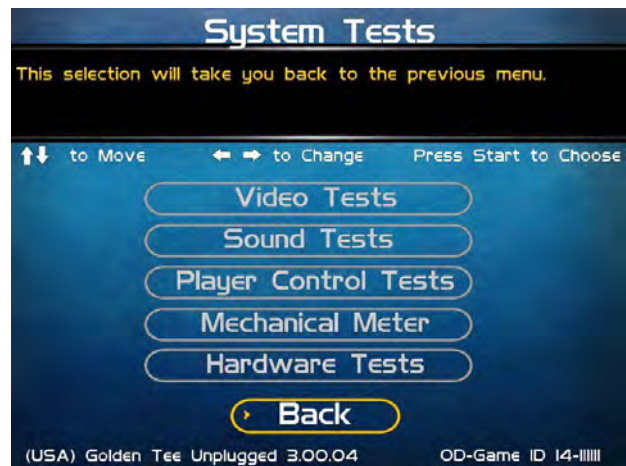 System Tests
This selection will take you back to the previous menu.
to Move to Change Press Start to Choose
Video Tests
Sound Tests
Player Control Tests
Mechanical Meter
Hardware Tests
Back
(USA) Golden Tee Unplugged 3.00.04 OD-Game ID 14-111111